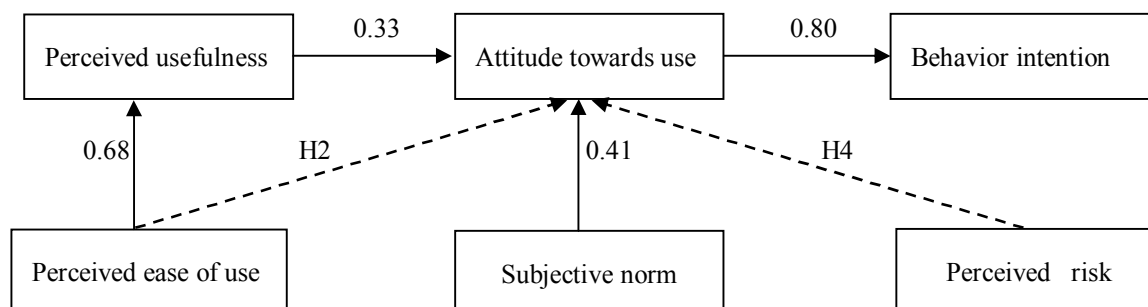 0.33
0.80
Perceived usefulness
Attitude towards use
Behavior intention
0.68
H2
0.41
H4
Perceived ease of use
Subjective norm
Perceived risk